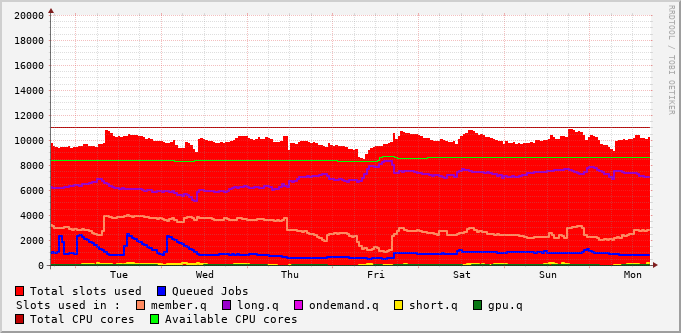 RRDTOOL / TOBI OETIKER
20000
18000
16000
14000
12000
10000
8000
6000
4000
2000
0
Tue Wed Thu Fri Sat Sun Mon
Total slots used Queued Jobs
Slots used in : member.q long.q ondemand.q short.q gpu.q
Total CPU cores Available CPU cores